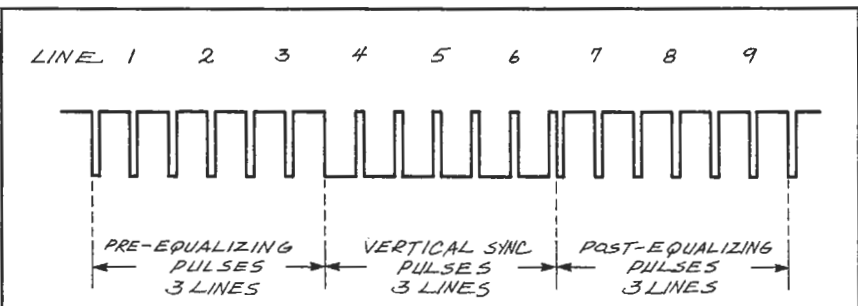 LINE 1 2 3 4 5 6 7 8 9
PRE-EQUALIZING
PULSES
3 LINES
VERTICAL SYNC
PULSES
3 LINES
POST-EQUALIZING
PULSES
3 LINES